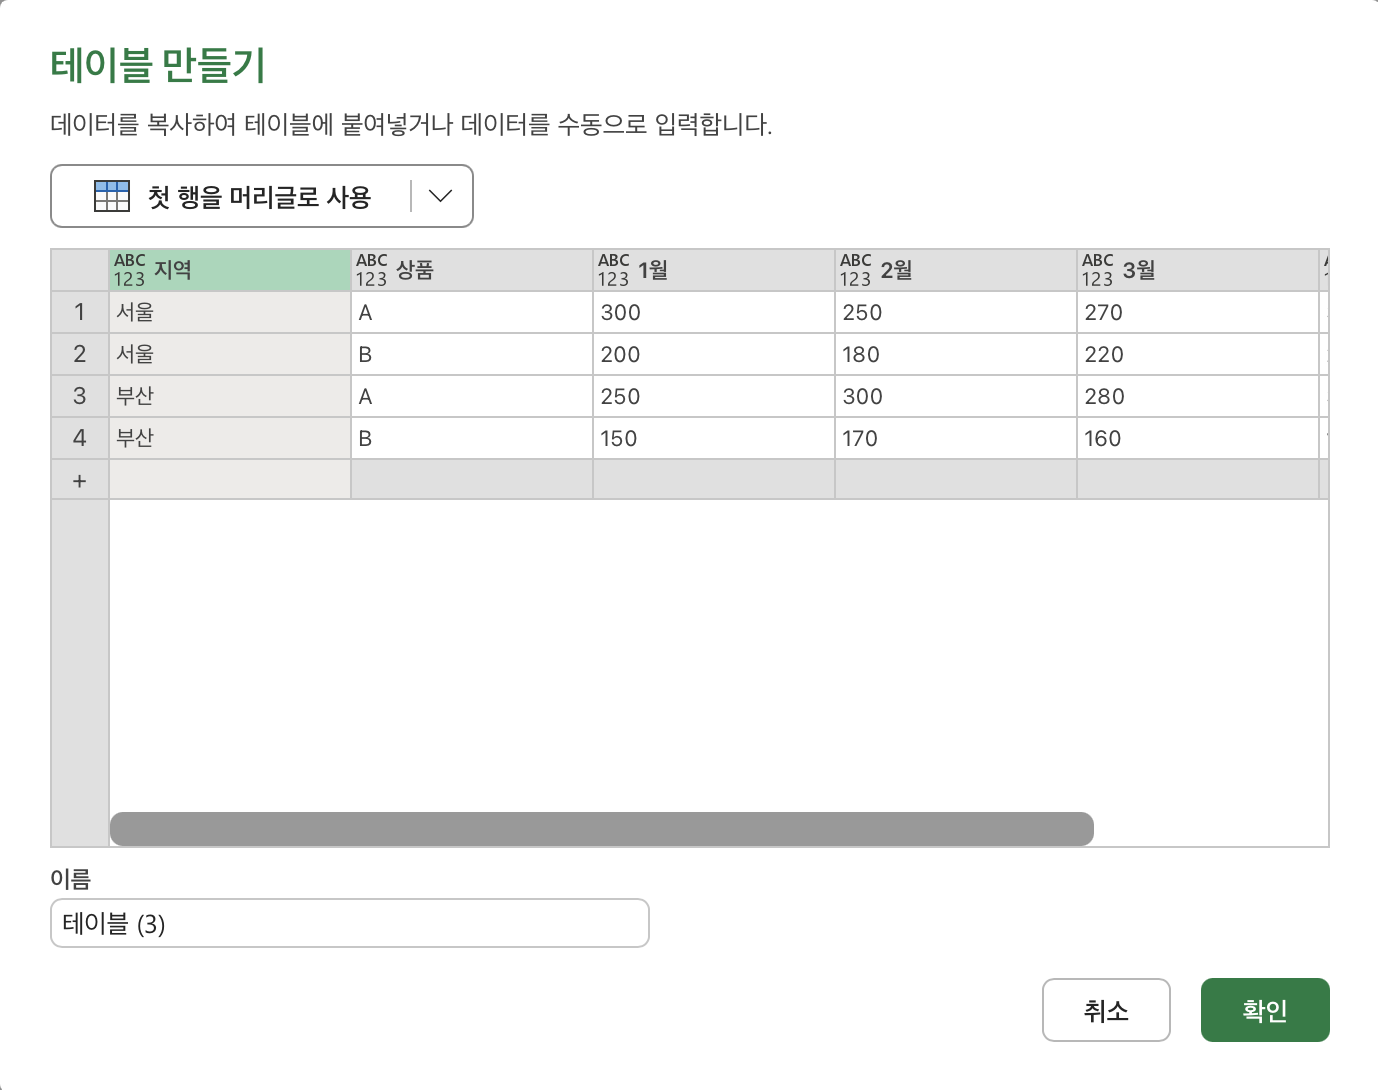 테이블 만들기
데이터를 복사하여 테이블에 붙여넣거나 데이터를 수동으로 입력합니다.
첫 행을 머리글로 사용
ABC 123 지역 ABC 123 상품 ABC 123 1월 ABC 123 2월 ABC 123 3월
1 서울 A 300 250 270
2 서울 B 200 180 220
3 부산 A 250 300 280
4 부산 B 150 170 160
+
이름
테이블 (3)
취소 확인